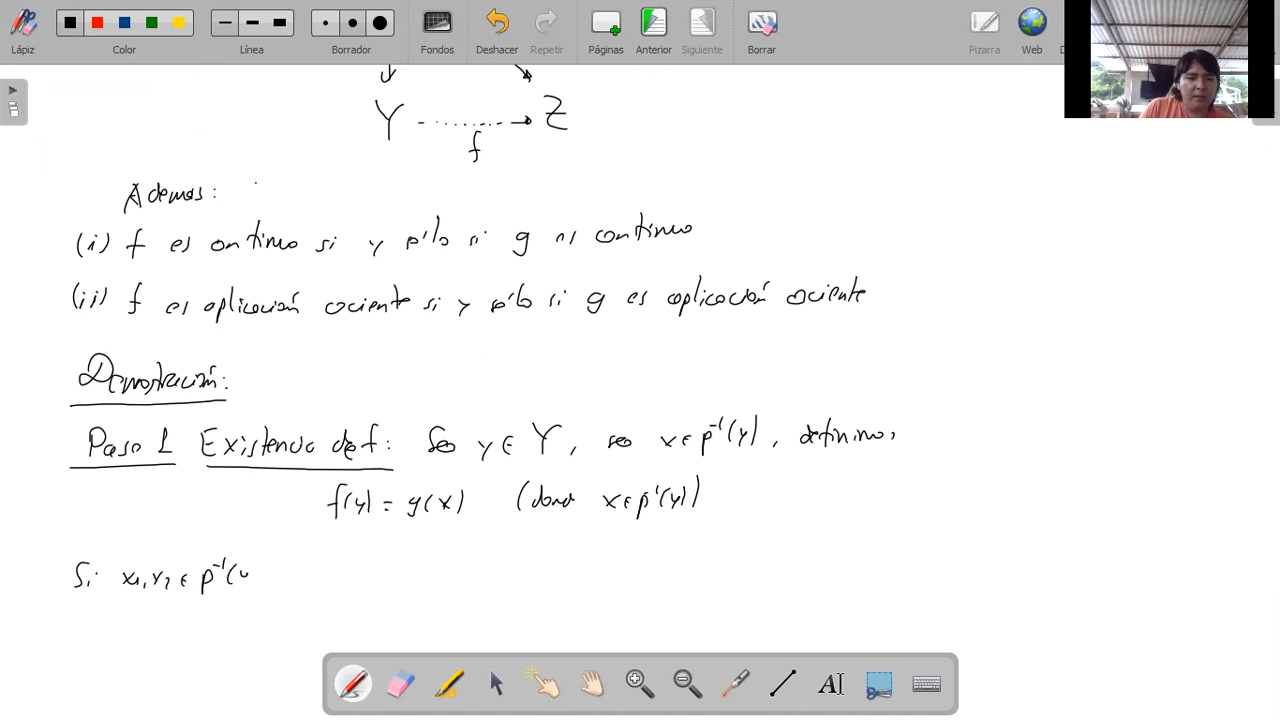 Lápiz Color Línea Borrador Fondos Deshacer Repetir Páginas Anterior Siguiente Borrar Pizarra Web
Y Z
f
Ademas:
(i) f es continua si y sólo si g es continua
(ii) f es aplicación cociente si y sólo si g es aplicación cociente
Demostración:
Paso 1 Existencia de f: Sea y ∈ Y, sea x ∈ p⁻¹(y), definimos
f(y) = g(x) (donde x ∈ p⁻¹(y))
Si x₁, x₂ ∈ p⁻¹(y